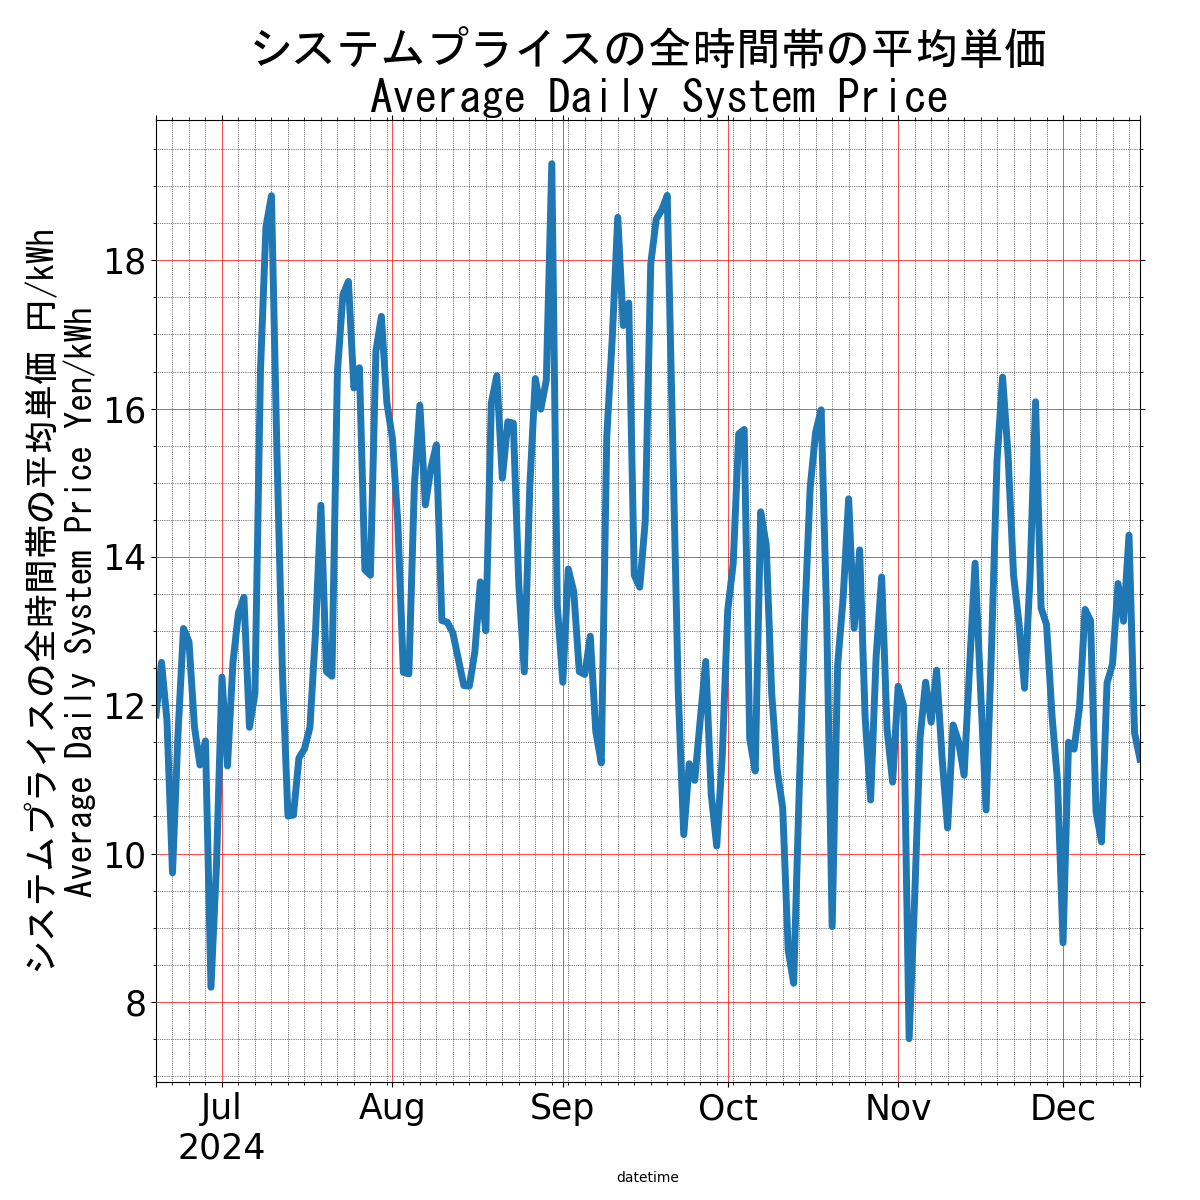 システムプライスの全時間帯の平均単価
Average Daily System Price
システムプライスの全時間帯の平均単価 円/kWh
Average Daily System Price Yen/kWh
18
16
14
12
10
8
Jul
2024
Aug
Sep
Oct
Nov
Dec
datetime